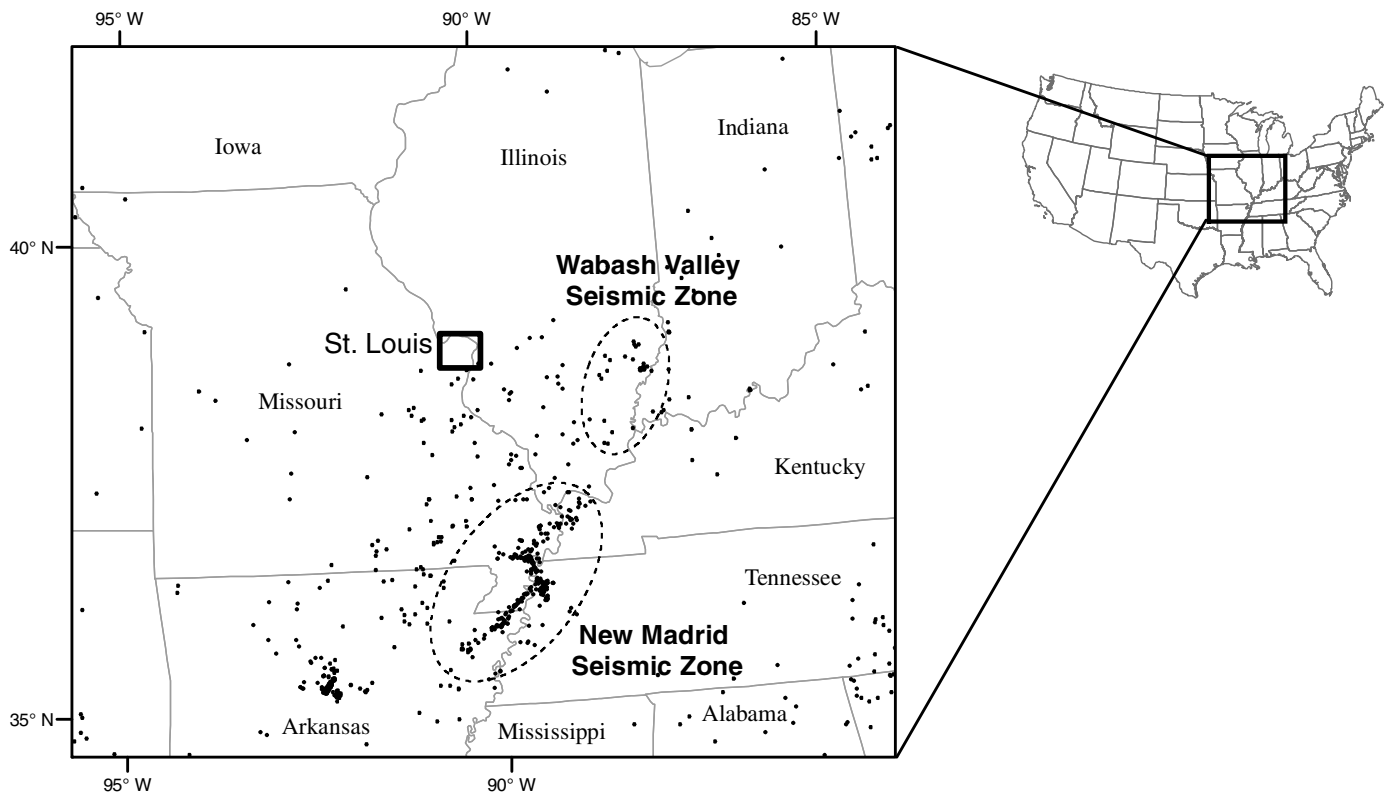 95° W
90° W
85° W
Iowa
Illinois
Indiana
40° N
Wabash Valley
Seismic Zone
St. Louis
Missouri
Kentucky
Tennessee
New Madrid
Seismic Zone
35° N
Arkansas
Mississippi
Alabama
95° W
90° W